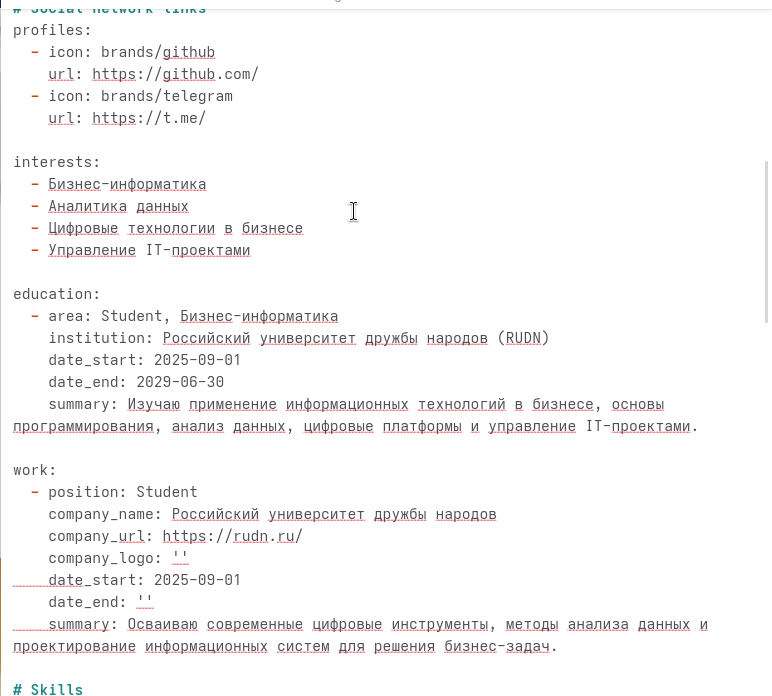 # Social network links
profiles:
  - icon: brands/github
    url: https://github.com/
  - icon: brands/telegram
    url: https://t.me/

interests:
  - Бизнес-информатика
  - Аналитика данных
  - Цифровые технологии в бизнесе
  - Управление IT-проектами

education:
  - area: Student, Бизнес-информатика
    institution: Российский университет дружбы народов (RUDN)
    date_start: 2025-09-01
    date_end: 2029-06-30
    summary: Изучаю применение информационных технологий в бизнесе, основы
программирования, анализ данных, цифровые платформы и управление IT-проектами.

work:
  - position: Student
    company_name: Российский университет дружбы народов
    company_url: https://rudn.ru/
    company_logo: ''
    date_start: 2025-09-01
    date_end: ''
    summary: Осваиваю современные цифровые инструменты, методы анализа данных и
проектирование информационных систем для решения бизнес-задач.

# Skills